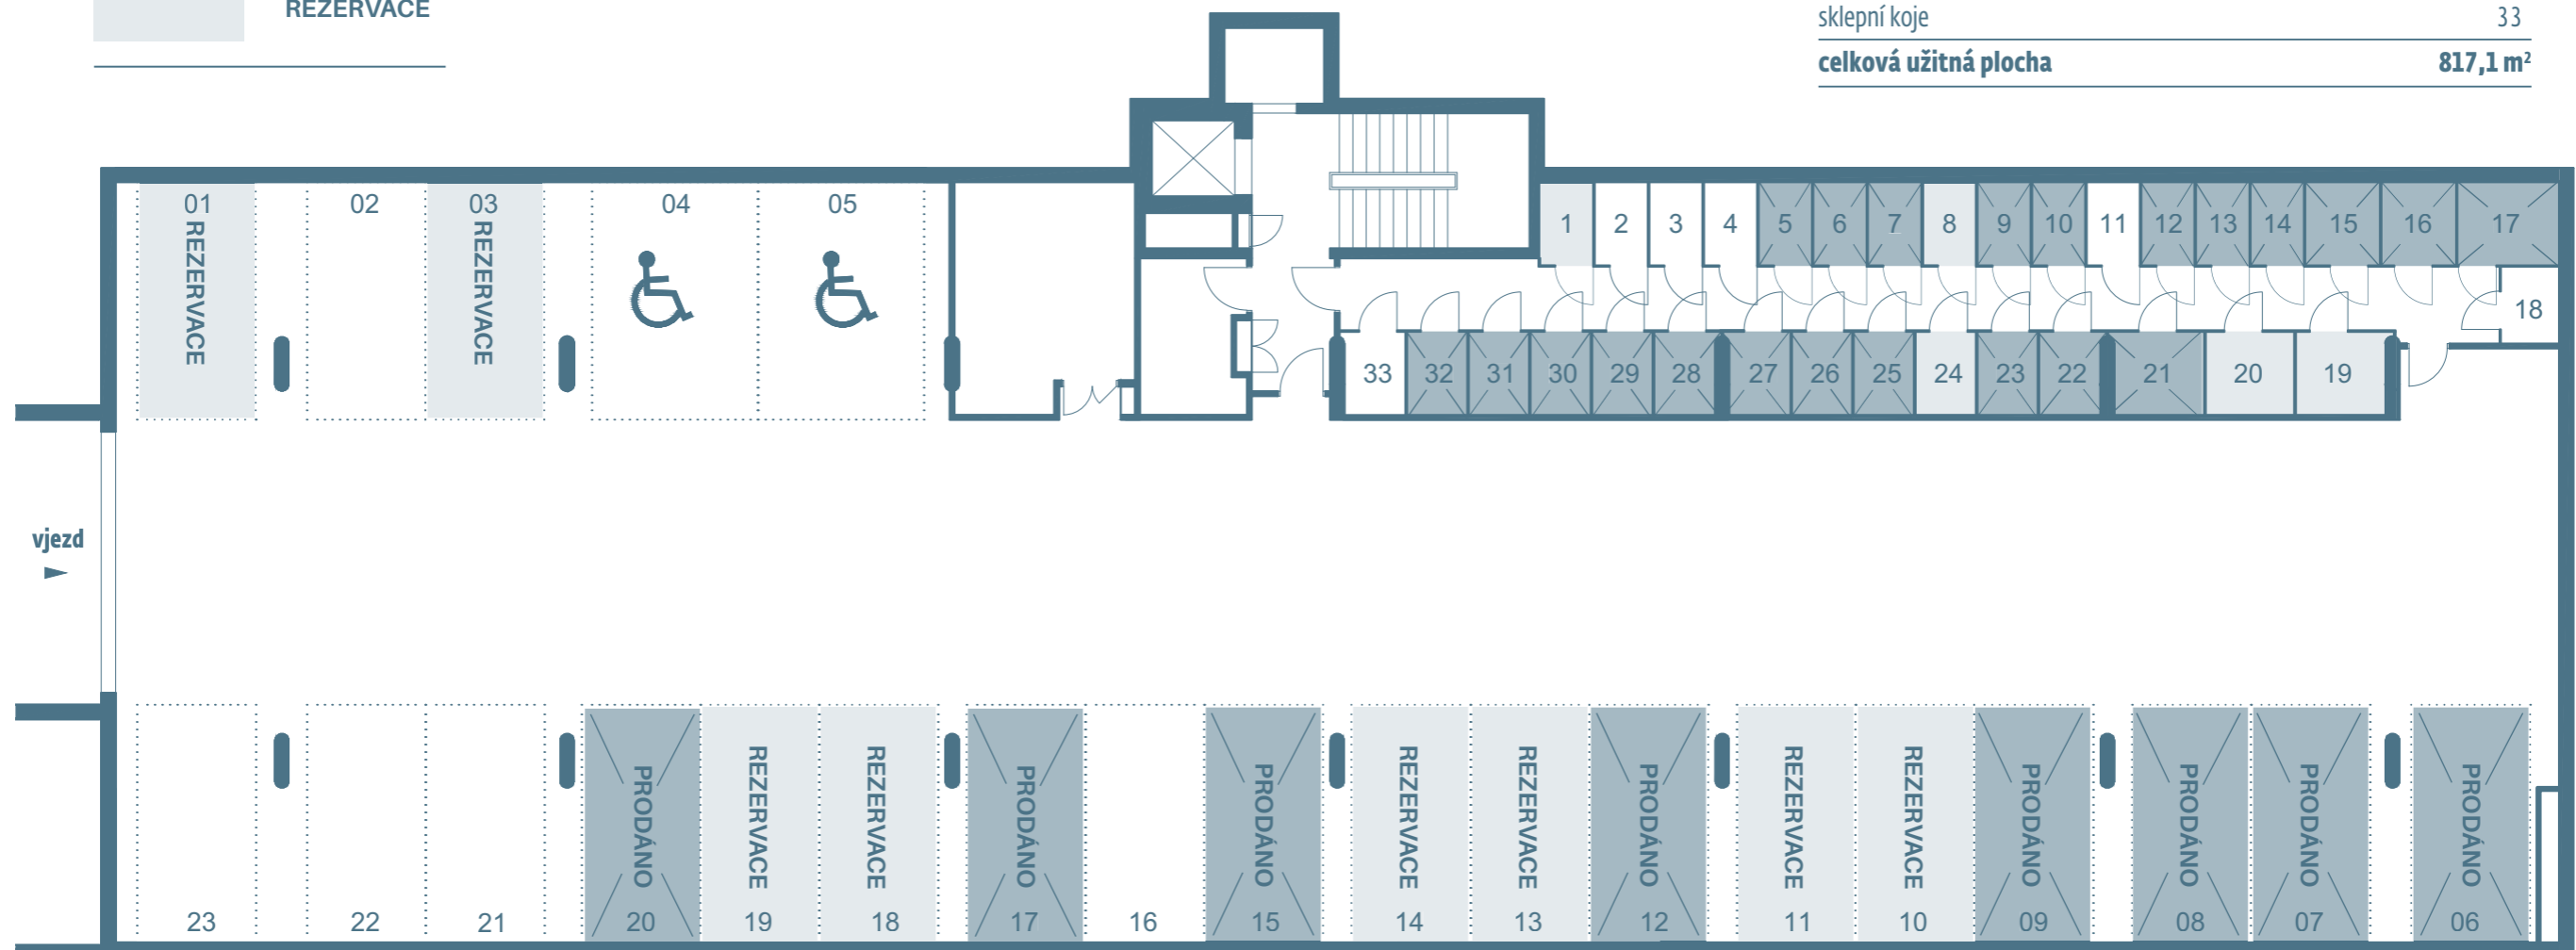 REZERVACE
sklepní koje 33
celková užitná plocha 817,1 m²
01 02 03 04 05
REZERVACE
REZERVACE
1 2 3 4 5 6 7 8 9 10 11 12 13 14 15 16 17
18
33 32 31 30 29 28 27 26 25 24 23 22 21 20 19
vjezd
PRODÁNO
REZERVACE
REZERVACE
PRODÁNO
PRODÁNO
REZERVACE
REZERVACE
PRODÁNO
REZERVACE
REZERVACE
PRODÁNO
PRODÁNO
PRODÁNO
PRODÁNO
23 22 21 20 19 18 17 16 15 14 13 12 11 10 09 08 07 06